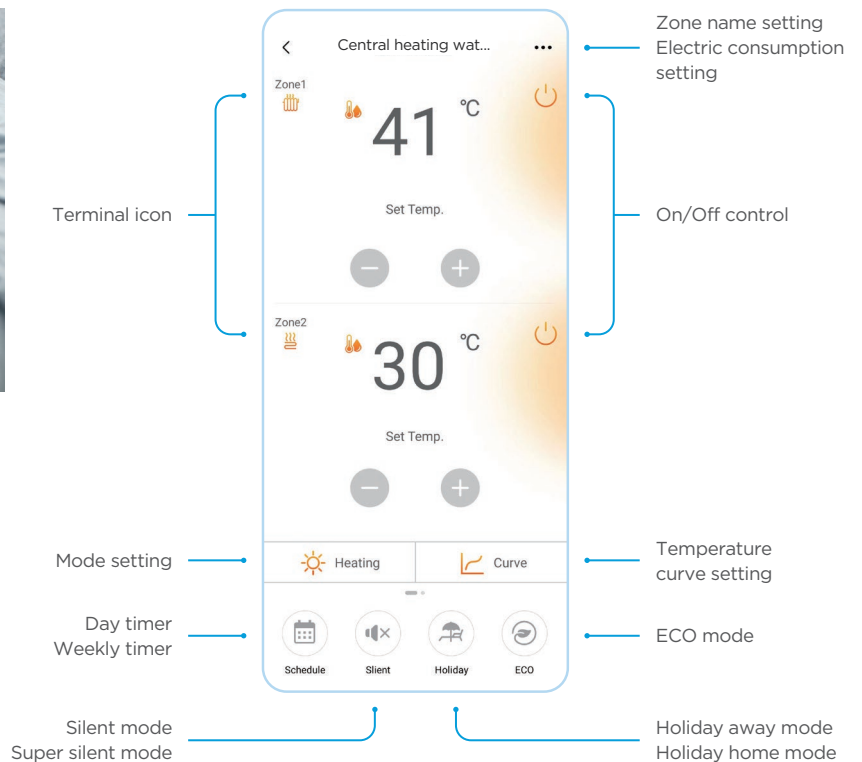 Zone name setting
Electric consumption
setting
Central heating wat...
Zone1
41 °C
Set Temp.
Terminal icon
On/Off control
Zone2
30 °C
Set Temp.
Mode setting
Heating
Curve
Temperature
curve setting
Day timer
Weekly timer
ECO mode
Schedule
Slient
Holiday
ECO
Silent mode
Super silent mode
Holiday away mode
Holiday home mode